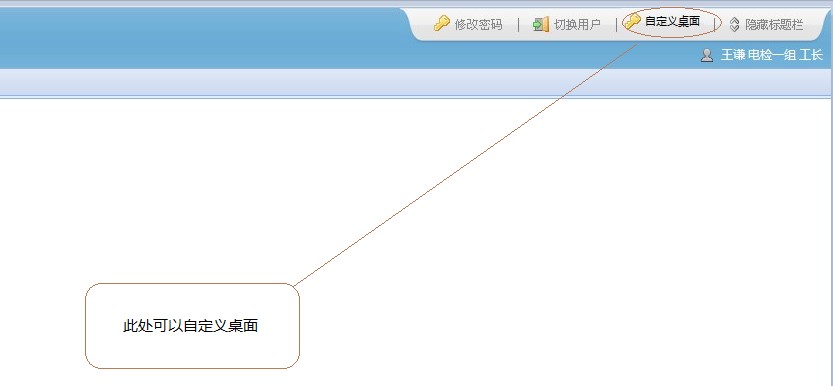 修改密码 | 切换用户 | 自定义桌面 | 隐藏标题栏
王谦 电检一组 工长
此处可以自定义桌面